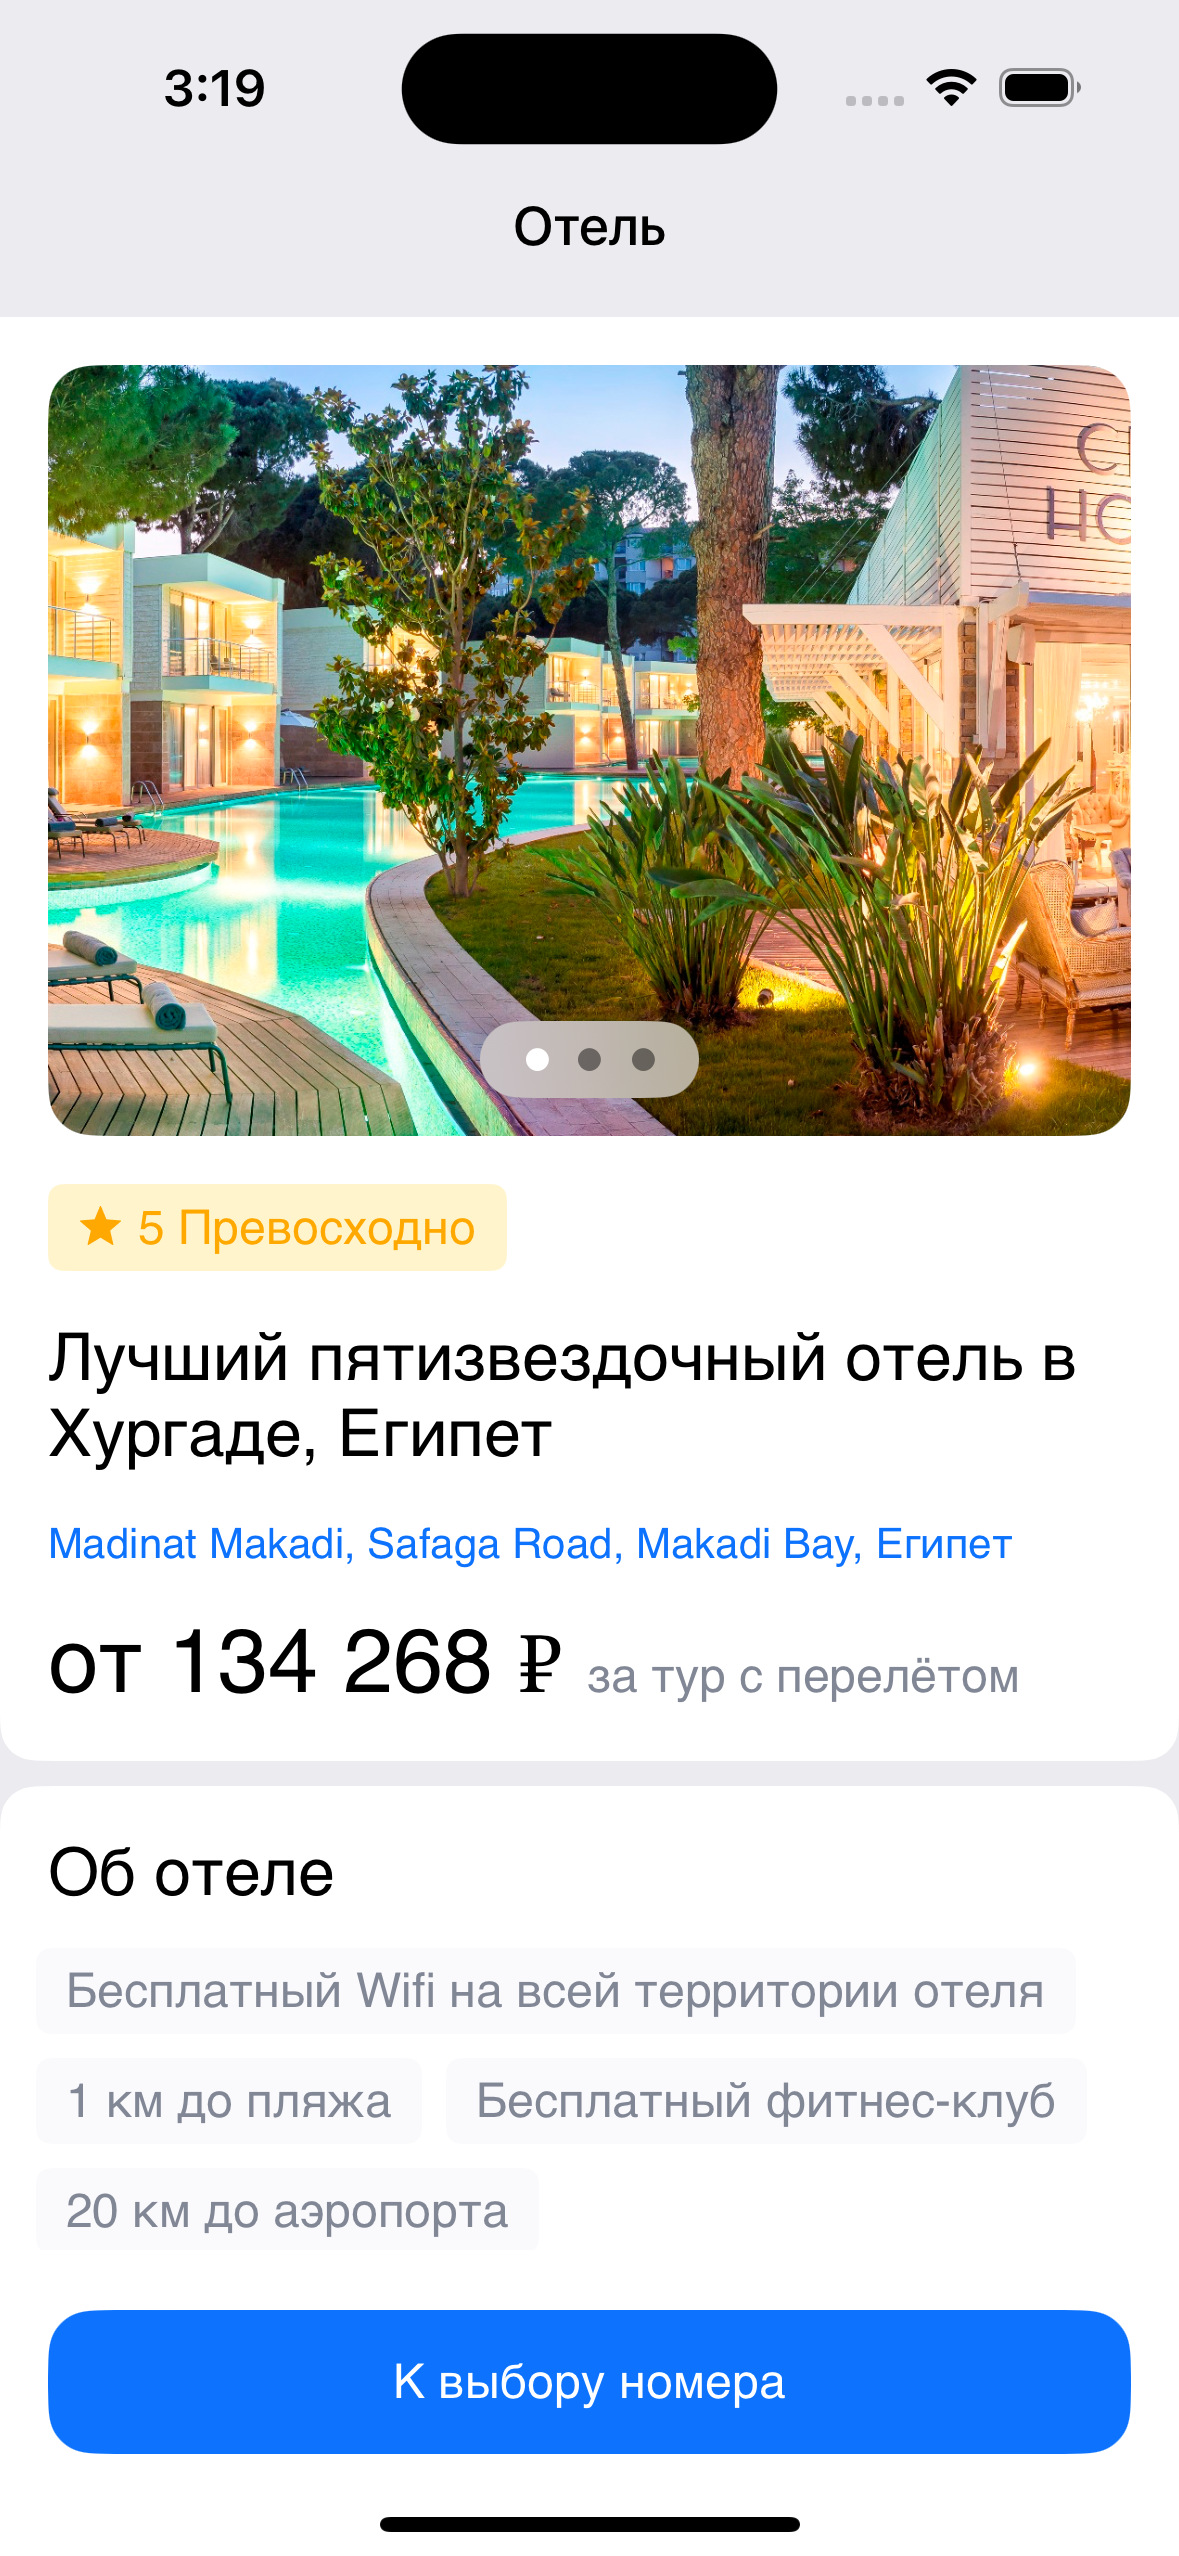 3:19
Отель
5 Превосходно
Лучший пятизвездочный отель в
Хургаде, Египет
Madinat Makadi, Safaga Road, Makadi Bay, Египет
от 134 268 ₽ за тур с перелётом
Об отеле
Бесплатный Wifi на всей территории отеля
1 км до пляжа Бесплатный фитнес-клуб
20 км до аэропорта
К выбору номера